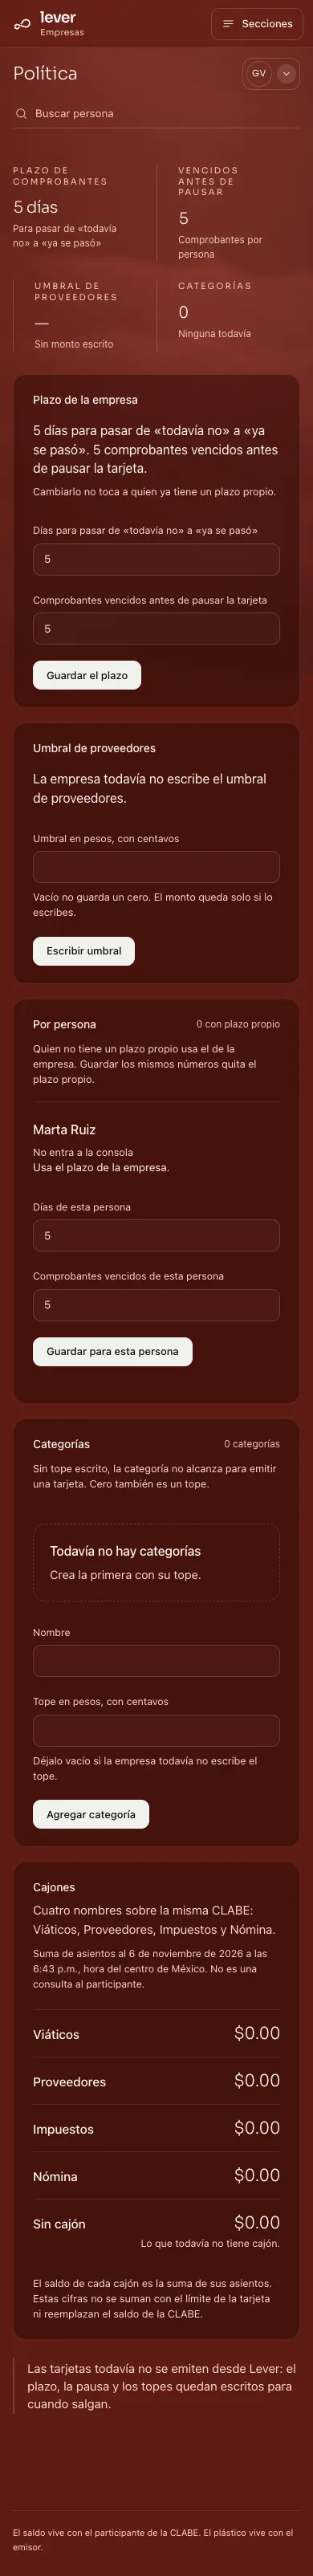 lever
Empresas
Secciones
Política
GV
Buscar persona
PLAZO DE
COMPROBANTES
5 días
Para pasar de «todavía
no» a «ya se pasó»
VENCIDOS
ANTES DE
PAUSAR
5
Comprobantes por
persona
UMBRAL DE
PROVEEDORES
—
Sin monto escrito
CATEGORÍAS
0
Ninguna todavía
Plazo de la empresa
5 días para pasar de «todavía no» a «ya
se pasó». 5 comprobantes vencidos antes
de pausar la tarjeta.
Cambiarlo no toca a quien ya tiene un plazo propio.
Días para pasar de «todavía no» a «ya se pasó»
5
Comprobantes vencidos antes de pausar la tarjeta
5
Guardar el plazo
Umbral de proveedores
La empresa todavía no escribe el umbral
de proveedores.
Umbral en pesos, con centavos
Vacío no guarda un cero. El monto queda solo si lo
escribes.
Escribir umbral
Por persona
0 con plazo propio
Quien no tiene un plazo propio usa el de la
empresa. Guardar los mismos números quita el
plazo propio.
Marta Ruiz
No entra a la consola
Usa el plazo de la empresa.
Días de esta persona
5
Comprobantes vencidos de esta persona
5
Guardar para esta persona
Categorías
0 categorías
Sin tope escrito, la categoría no alcanza para emitir
una tarjeta. Cero también es un tope.
Todavía no hay categorías
Crea la primera con su tope.
Nombre
Tope en pesos, con centavos
Déjalo vacío si la empresa todavía no escribe el
tope.
Agregar categoría
Cajones
Cuatro nombres sobre la misma CLABE:
Viáticos, Proveedores, Impuestos y Nómina.
Suma de asientos al 6 de noviembre de 2026 a las
6:43 p.m., hora del centro de México. No es una
consulta al participante.
Viáticos $0.00
Proveedores $0.00
Impuestos $0.00
Nómina $0.00
Sin cajón $0.00
Lo que todavía no tiene cajón.
El saldo de cada cajón es la suma de sus asientos.
Estas cifras no se suman con el límite de la tarjeta
ni reemplazan el saldo de la CLABE.
Las tarjetas todavía no se emiten desde Lever: el
plazo, la pausa y los topes quedan escritos para
cuando salgan.
El saldo vive con el participante de la CLABE. El plástico vive con el
emisor.